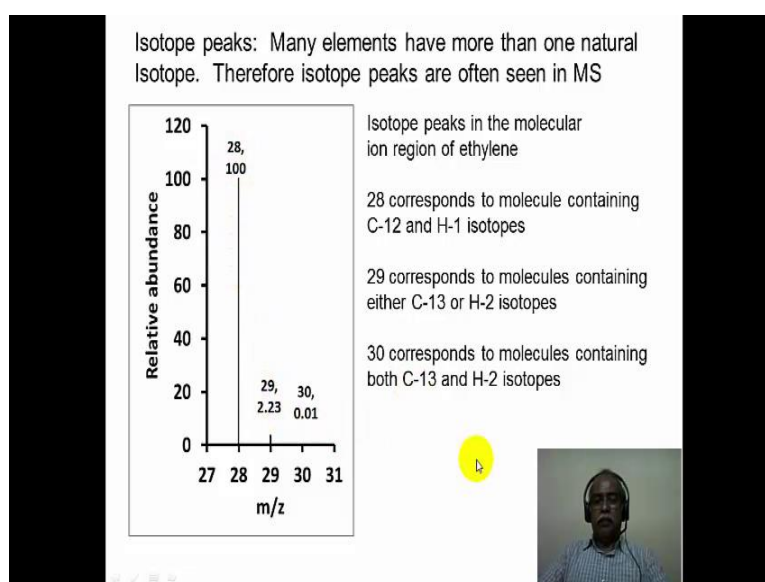 Isotope peaks: Many elements have more than one natural
Isotope. Therefore isotope peaks are often seen in MS
120
100
80
60
40
20
0
Relative abundance
28,
100
29,
2.23
30,
0.01
27 28 29 30 31
m/z
Isotope peaks in the molecular
ion region of ethylene
28 corresponds to molecule containing
C-12 and H-1 isotopes
29 corresponds to molecules containing
either C-13 or H-2 isotopes
30 corresponds to molecules containing
both C-13 and H-2 isotopes